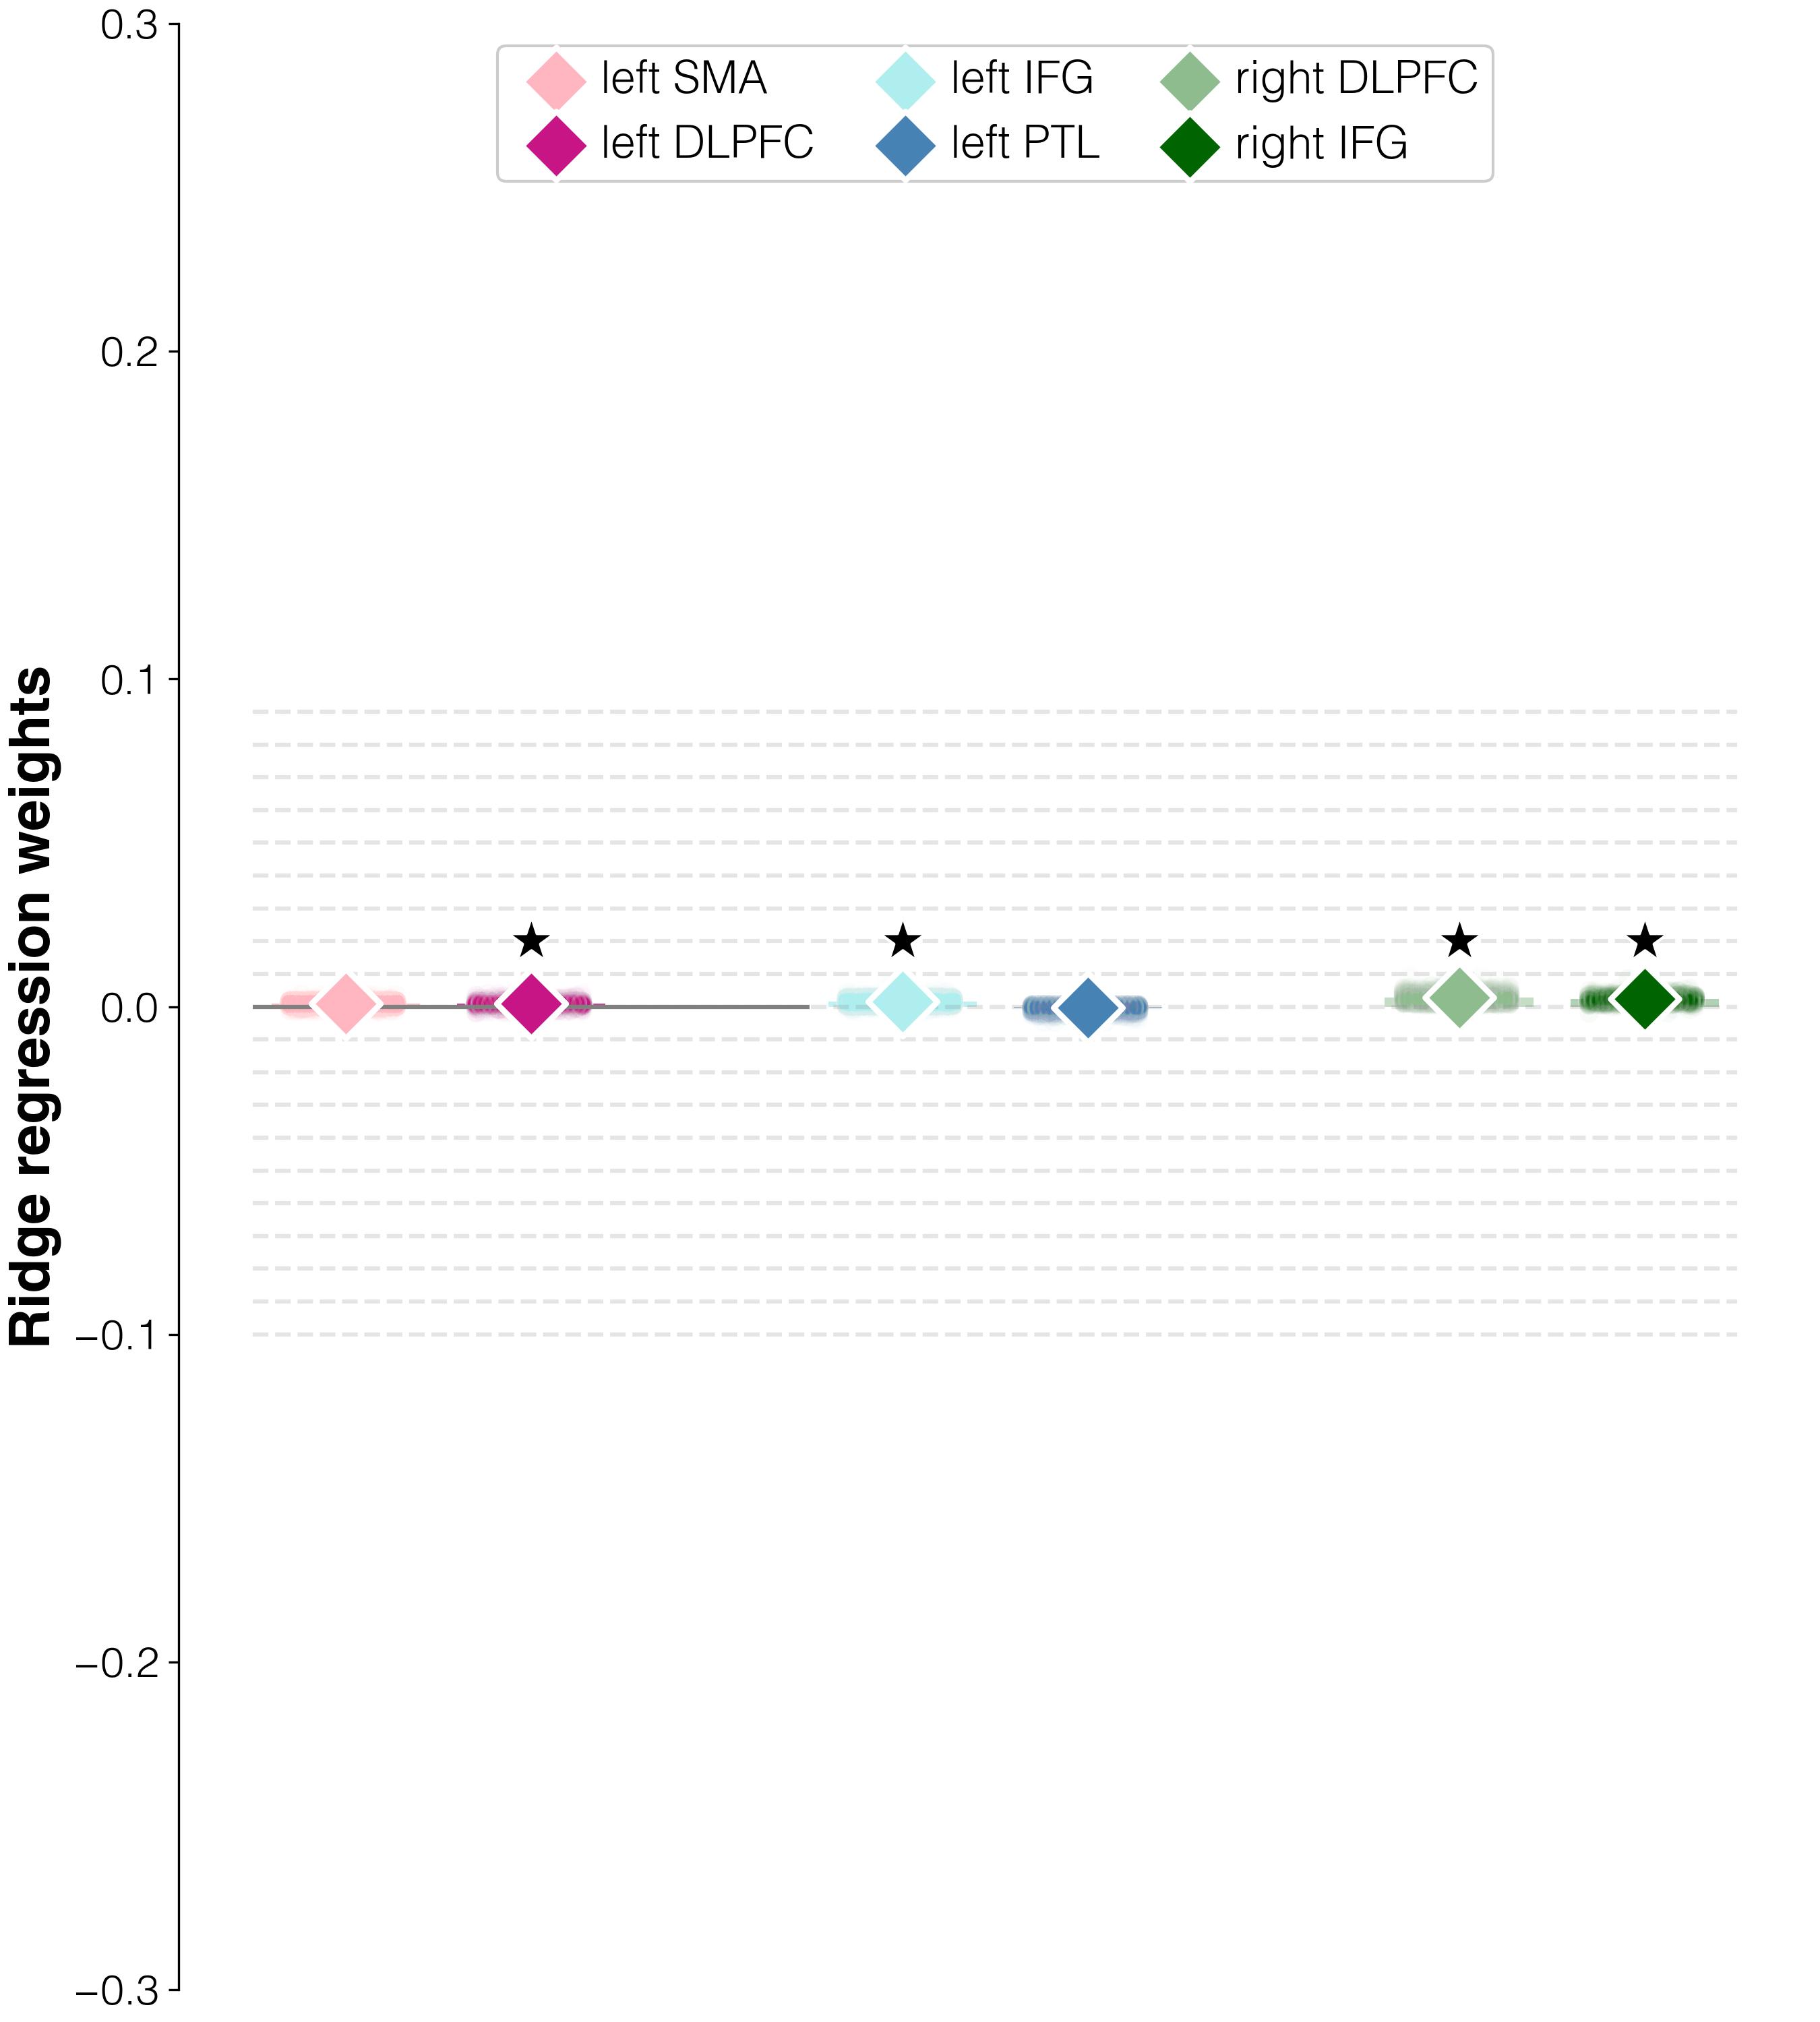 0.3
left SMA
left IFG
right DLPFC
left DLPFC
left PTL
right IFG
0.2
0.1
0.0
−0.1
−0.2
−0.3
Ridge regression weights